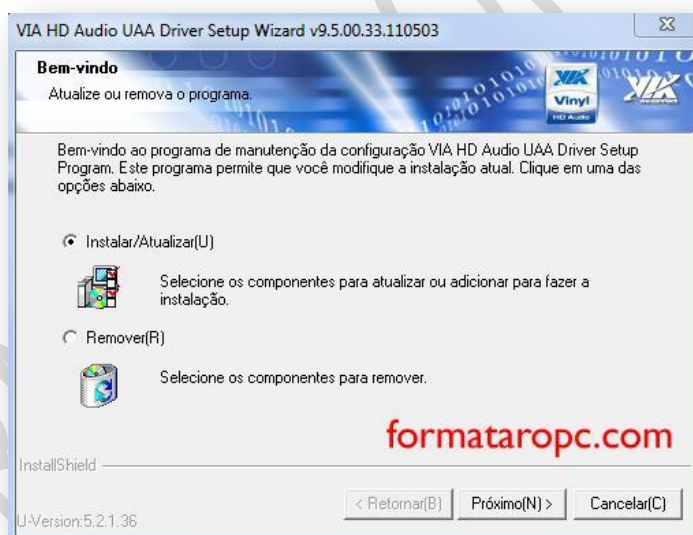 VIA HD Audio UAA Driver Setup Wizard v9.5.00.33.110503
Bem-vindo
Atualize ou remova o programa.
VIA
Vinyl
HD Audio
VIA
Bem-vindo ao programa de manutenção da configuração VIA HD Audio UAA Driver Setup
Program. Este programa permite que você modifique a instalação atual. Clique em uma das
opções abaixo.
Instalar/Atualizar(U)
Selecione os componentes para atualizar ou adicionar para fazer a
instalação.
Remover(R)
Selecione os componentes para remover.
formataropc.com
InstallShield
< Retornar(B)
Próximo(N) >
Cancelar(C)
U-Version:5.2.1.36